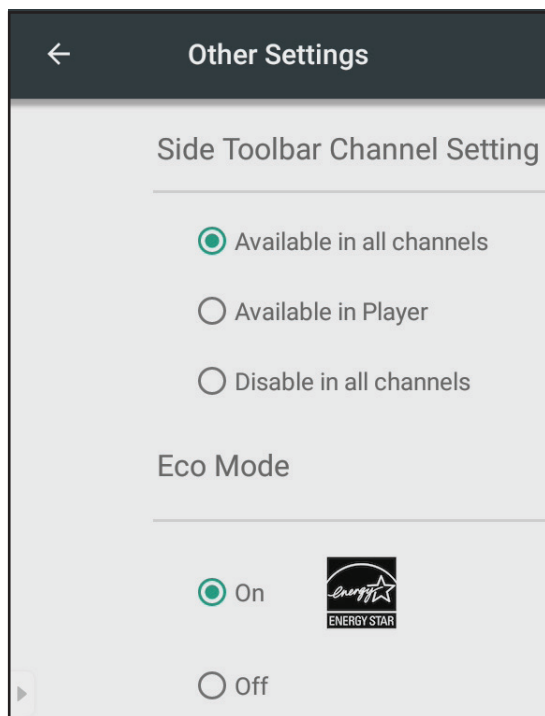 Other Settings
Side Toolbar Channel Setting
Available in all channels
Available in Player
Disable in all channels
Eco Mode
On
energy
ENERGY STAR
Off